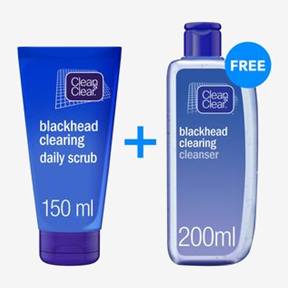 Clean &
Clear.
blackhead
clearing
daily scrub
150 ml
+
Clean &
Clear.
FREE
blackhead
clearing
cleanser
200ml